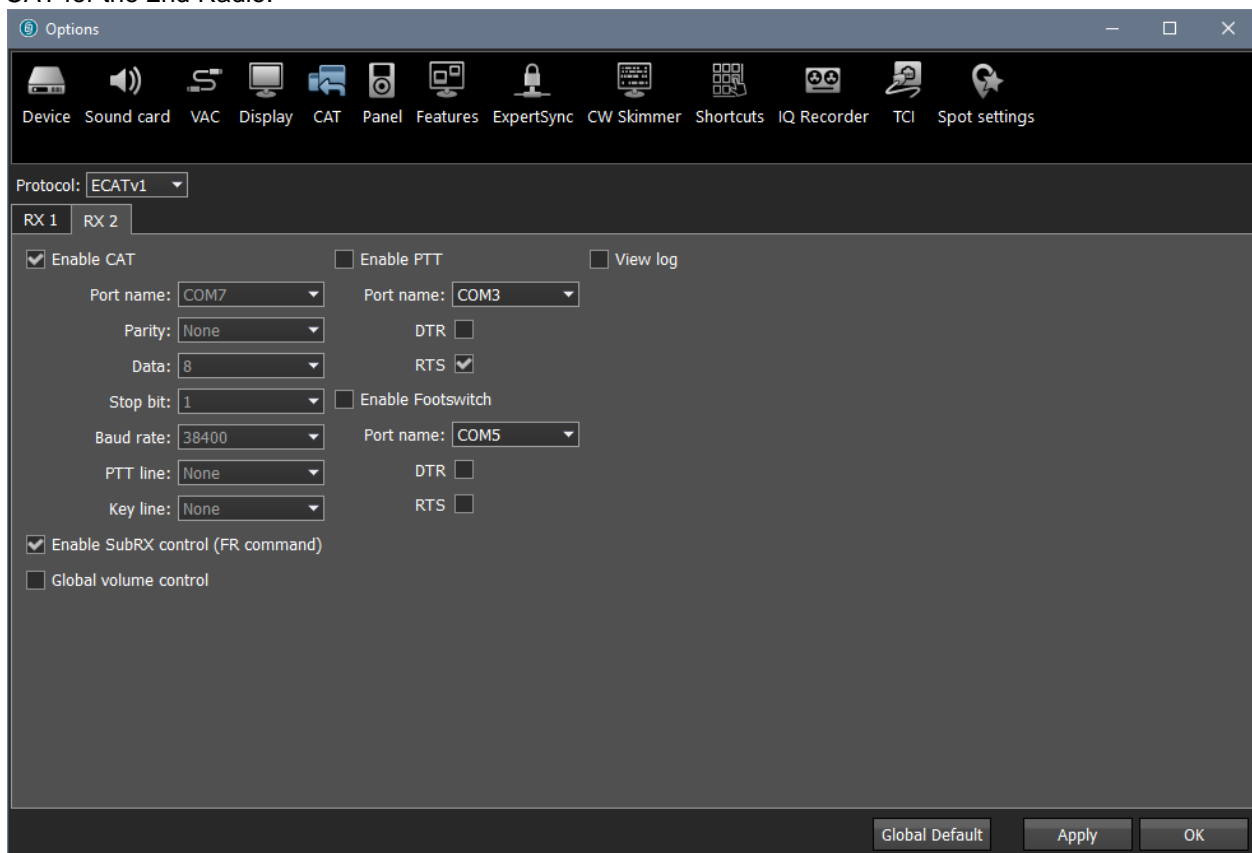 CAT for the 2nd Radio.
Options
Device Sound card VAC Display CAT Panel Features ExpertSync CW Skimmer Shortcuts IQ Recorder TCI Spot settings
Protocol: ECATv1
RX 1 RX 2
Enable CAT Enable PTT View log
Port name: COM7 Port name: COM3
Parity: None DTR
Data: 8 RTS
Stop bit: 1 Enable Footswitch
Baud rate: 38400 Port name: COM5
PTT line: None DTR
Key line: None RTS
Enable SubRX control (FR command)
Global volume control
Global Default Apply OK